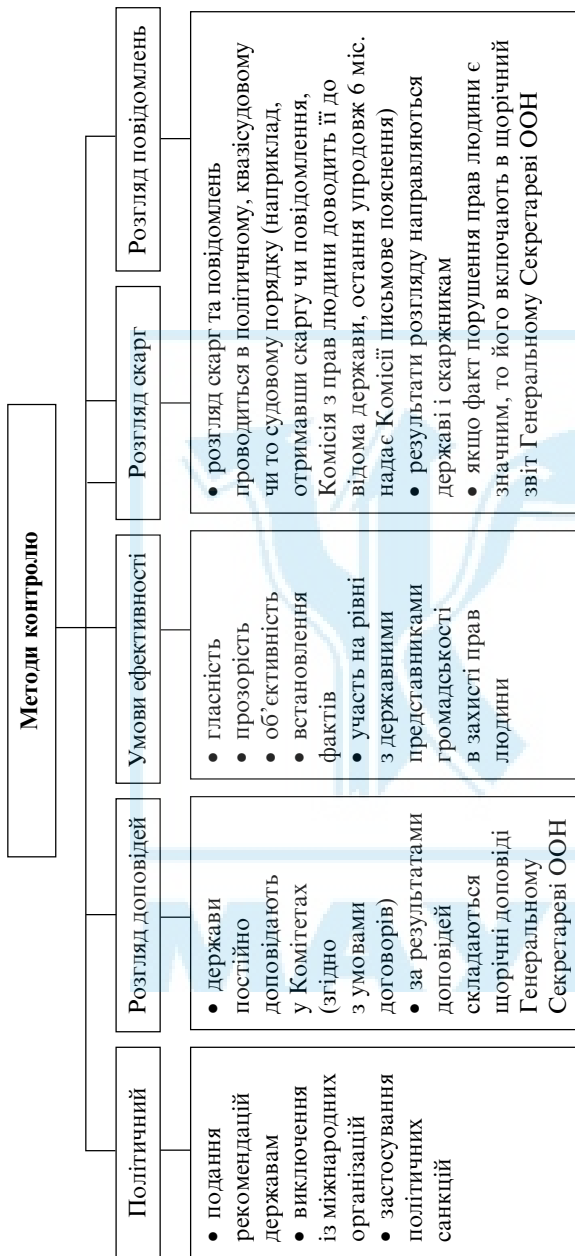 Методи контролю
Політичний
• подання
рекомендацій
державам
• виключення
із міжнародних
організацій
• застосування
політичних
санкцій
Розгляд доповідей
• держави
постійно
доповідають
у Комітетах
(згідно
з умовами
договорів)
• за результатами
доповідей
складаються
щорічні доповіді
Генеральному
Секретареві ООН
Умови ефективності
• гласність
• прозорість
• об’єктивність
• встановлення
фактів
• участь на рівні
з державними
представниками
громадськості
в захисті прав
людини
Розгляд скарг
Розгляд повідомлень
• розгляд скарг та повідомлень
проводиться в політичному, квазісудовому
чи то судовому порядку (наприклад,
отримавши скаргу чи повідомлення,
Комісія з прав людини доводить її до
відома держави, остання упродовж 6 міс.
надає Комісії письмове пояснення)
• результати розгляду направляються
державі і скаржникам
• якщо факт порушення прав людини є
значним, то його включають в щорічний
звіт Генеральному Секретареві ООН